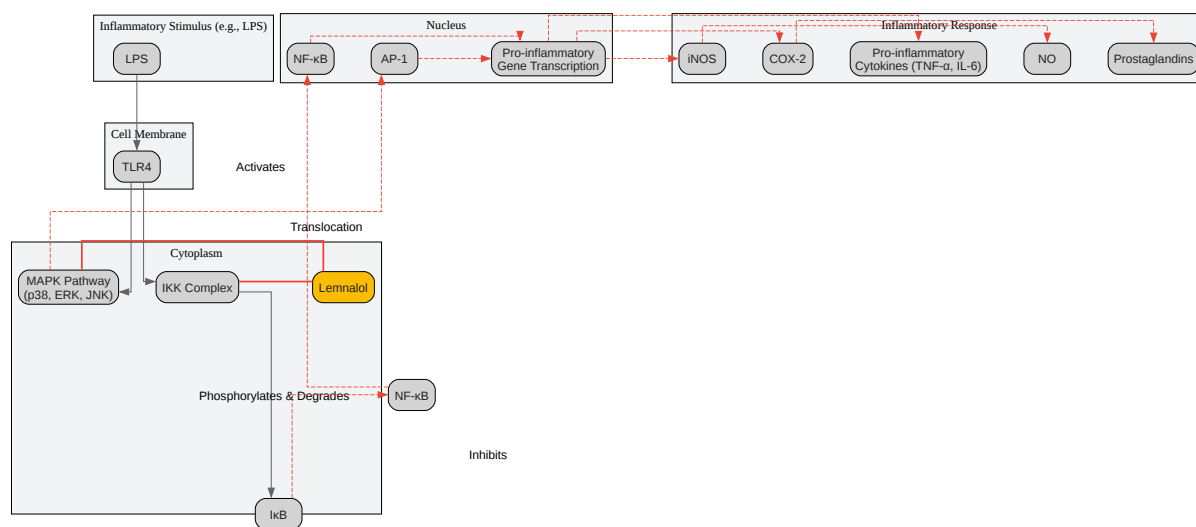 Inflammatory Stimulus (e.g., LPS)
LPS
Nucleus
NF-κB
AP-1
Pro-inflammatory
Gene Transcription
Inflammatory Response
iNOS
COX-2
Pro-inflammatory
Cytokines (TNF-α, IL-6)
NO
Prostaglandins
Cell Membrane
TLR4
Activates
Translocation
Cytoplasm
MAPK Pathway
(p38, ERK, JNK)
IKK Complex
Lemnalol
Phosphorylates & Degrades
NF-κB
Inhibits
IκB